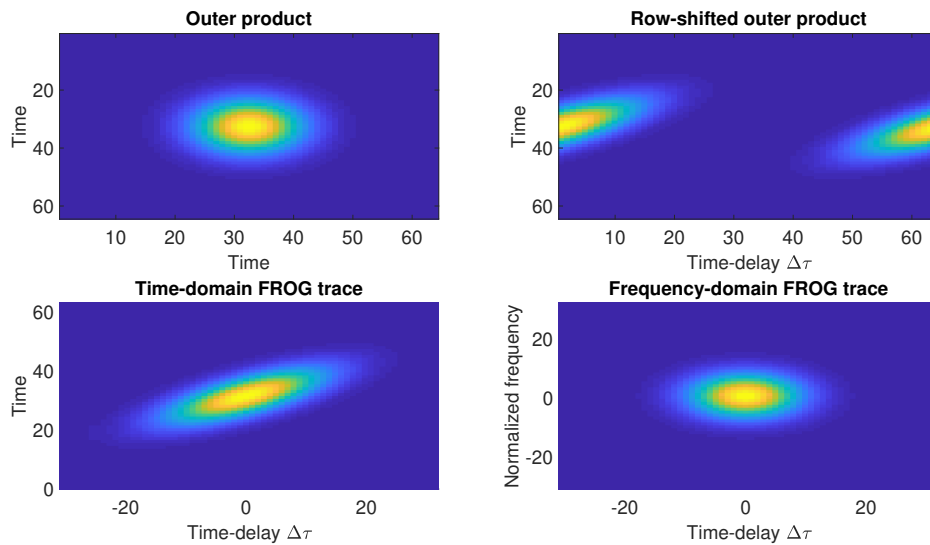 Outer product
Time
20
40
60
10 20 30 40 50 60
Time
Row-shifted outer product
Time
20
40
60
10 20 30 40 50 60
Time-delay Δτ
Time-domain FROG trace
Time
60
40
20
0
-20 0 20
Time-delay Δτ
Frequency-domain FROG trace
Normalized frequency
20
0
-20
-20 0 20
Time-delay Δτ